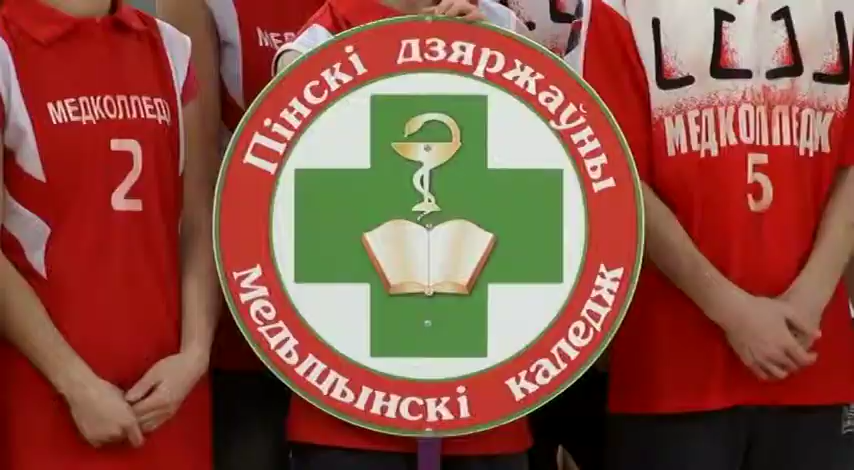 Пінскі дзяржаўны
Медыцынскі каледж
МЕДКОЛЛЕДЖ
2
МЕДКОЛЛЕДЖ
5